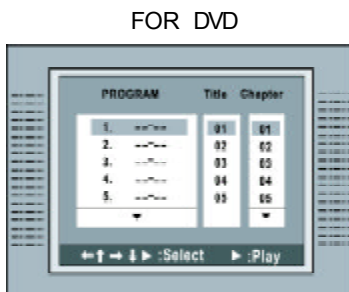 FOR DVD
PROGRAM Title Chapter
1. --~-- 01 01
2. --~-- 02 02
3. --~-- 03 03
4. --~-- 04 04
5. --~-- 05 05
▼ ▼
←↑→↓►:Select ►:Play